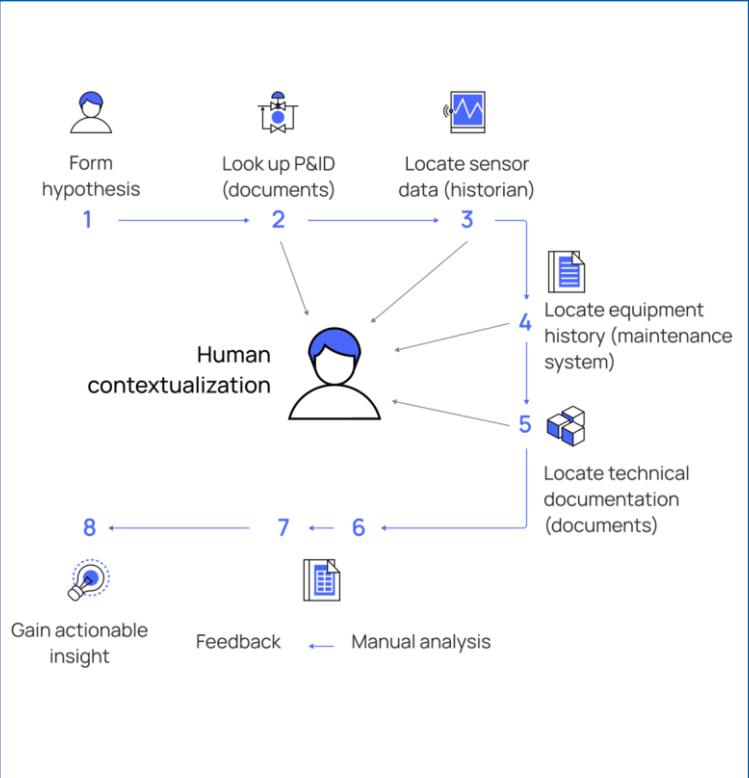 Form
hypothesis
1
Look up P&ID
(documents)
2
Locate sensor
data (historian)
3
4
Locate equipment
history (maintenance
system)
Human
contextualization
5
Locate technical
documentation
(documents)
6
7
8
Manual analysis
Feedback
Gain actionable
insight